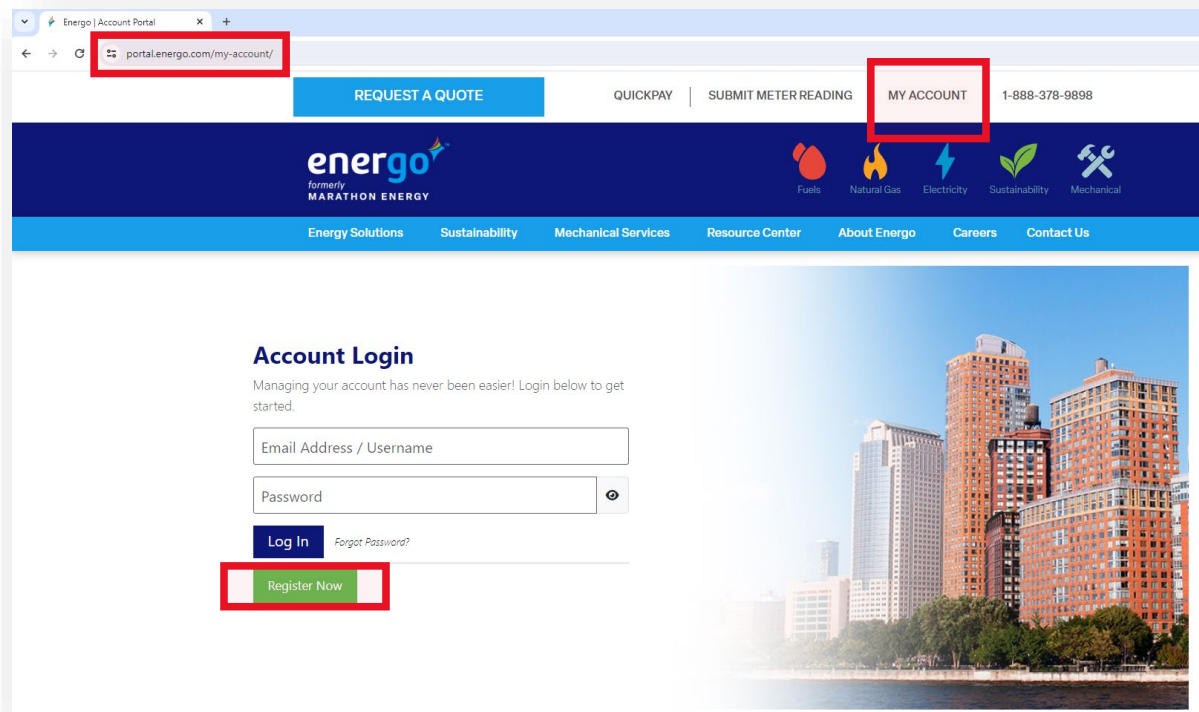 Energo | Account Portal
portal.energo.com/my-account/
REQUEST A QUOTE
QUICKPAY
SUBMIT METER READING
MY ACCOUNT
1-888-378-9898
energo
formerly
MARATHON ENERGY
Fuels
Natural Gas
Electricity
Sustainability
Mechanical
Energy Solutions
Sustainability
Mechanical Services
Resource Center
About Energo
Careers
Contact Us
Account Login
Managing your account has never been easier! Login below to get
started.
Email Address / Username
Password
Log In
Forgot Password?
Register Now